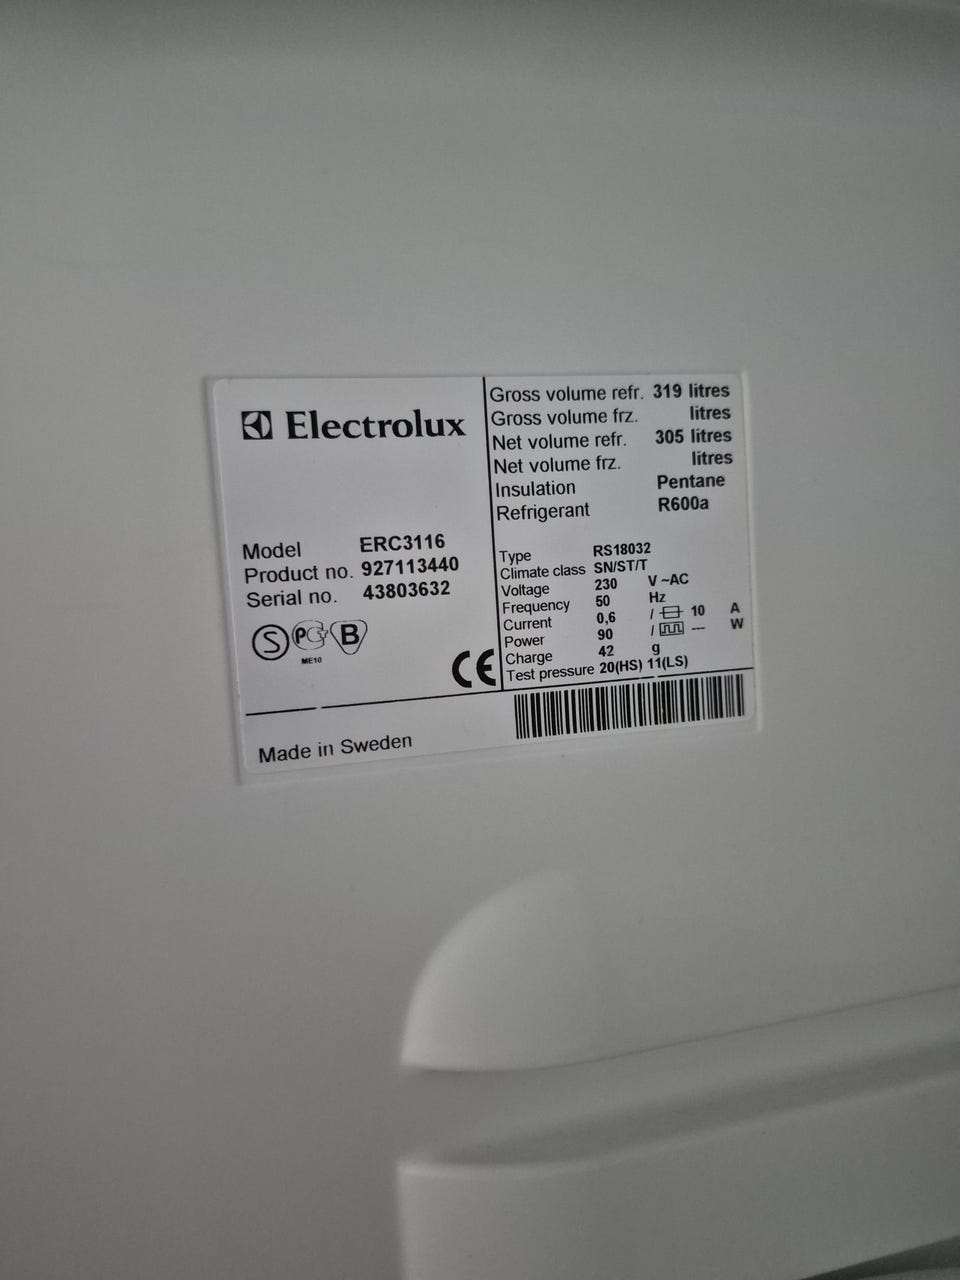 Electrolux
Model ERC3116
Product no. 927113440
Serial no. 43803632
S PG B
ME10
CE
Made in Sweden
Gross volume refr. 319 litres
Gross volume frz. litres
Net volume refr. 305 litres
Net volume frz. litres
Insulation Pentane
Refrigerant R600a
Type RS18032
Climate class SN/ST/T
Voltage 230 V ~AC
Frequency 50 Hz
Current 0,6 / 10 A
Power 90 / --- W
Charge 42 g
Test pressure 20(HS) 11(LS)